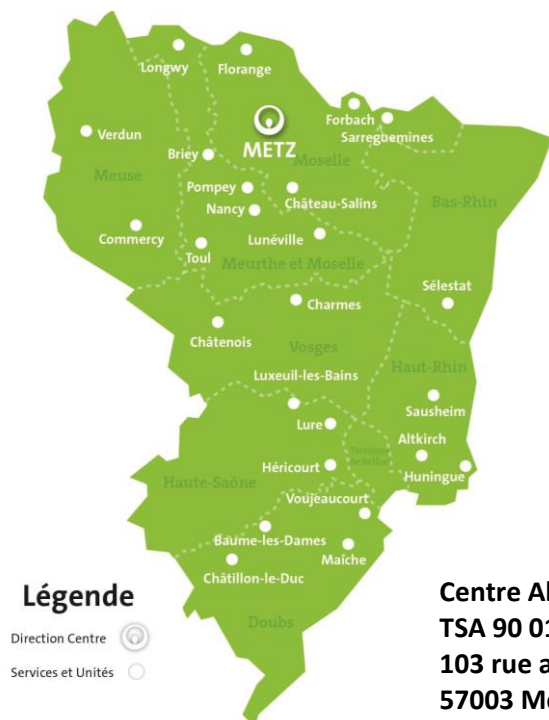 Longwy
Florange
Forbach
Sarreguemines
Verdun
Briey
METZ
Moselle
Meuse
Pompey
Château-Salins
Nancy
Bas-Rhin
Commercy
Lunéville
Toul
Meurthe et Moselle
Sélestat
Charmes
Châtenois
Vosges
Haut-Rhin
Luxeuil-les-Bains
Sausheim
Lure
Altkirch
Territoire
de Belfort
Héricourt
Huningue
Haute-Saône
Voujeaucourt
Baume-les-Dames
Maîche
Châtillon-le-Duc
Doubs
Légende
Direction Centre
Services et Unités
Centre
TSA 90
103 rue
57003